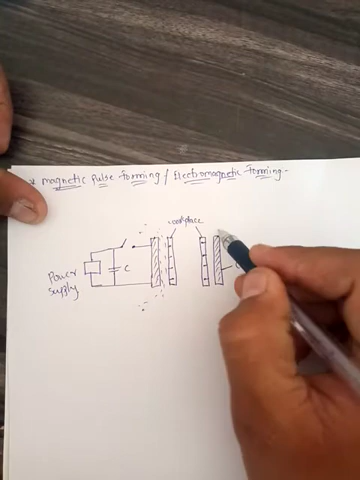 * Magnetic Pulse Forming / Electromagnetic Forming.
workpiece
C
Power
supply